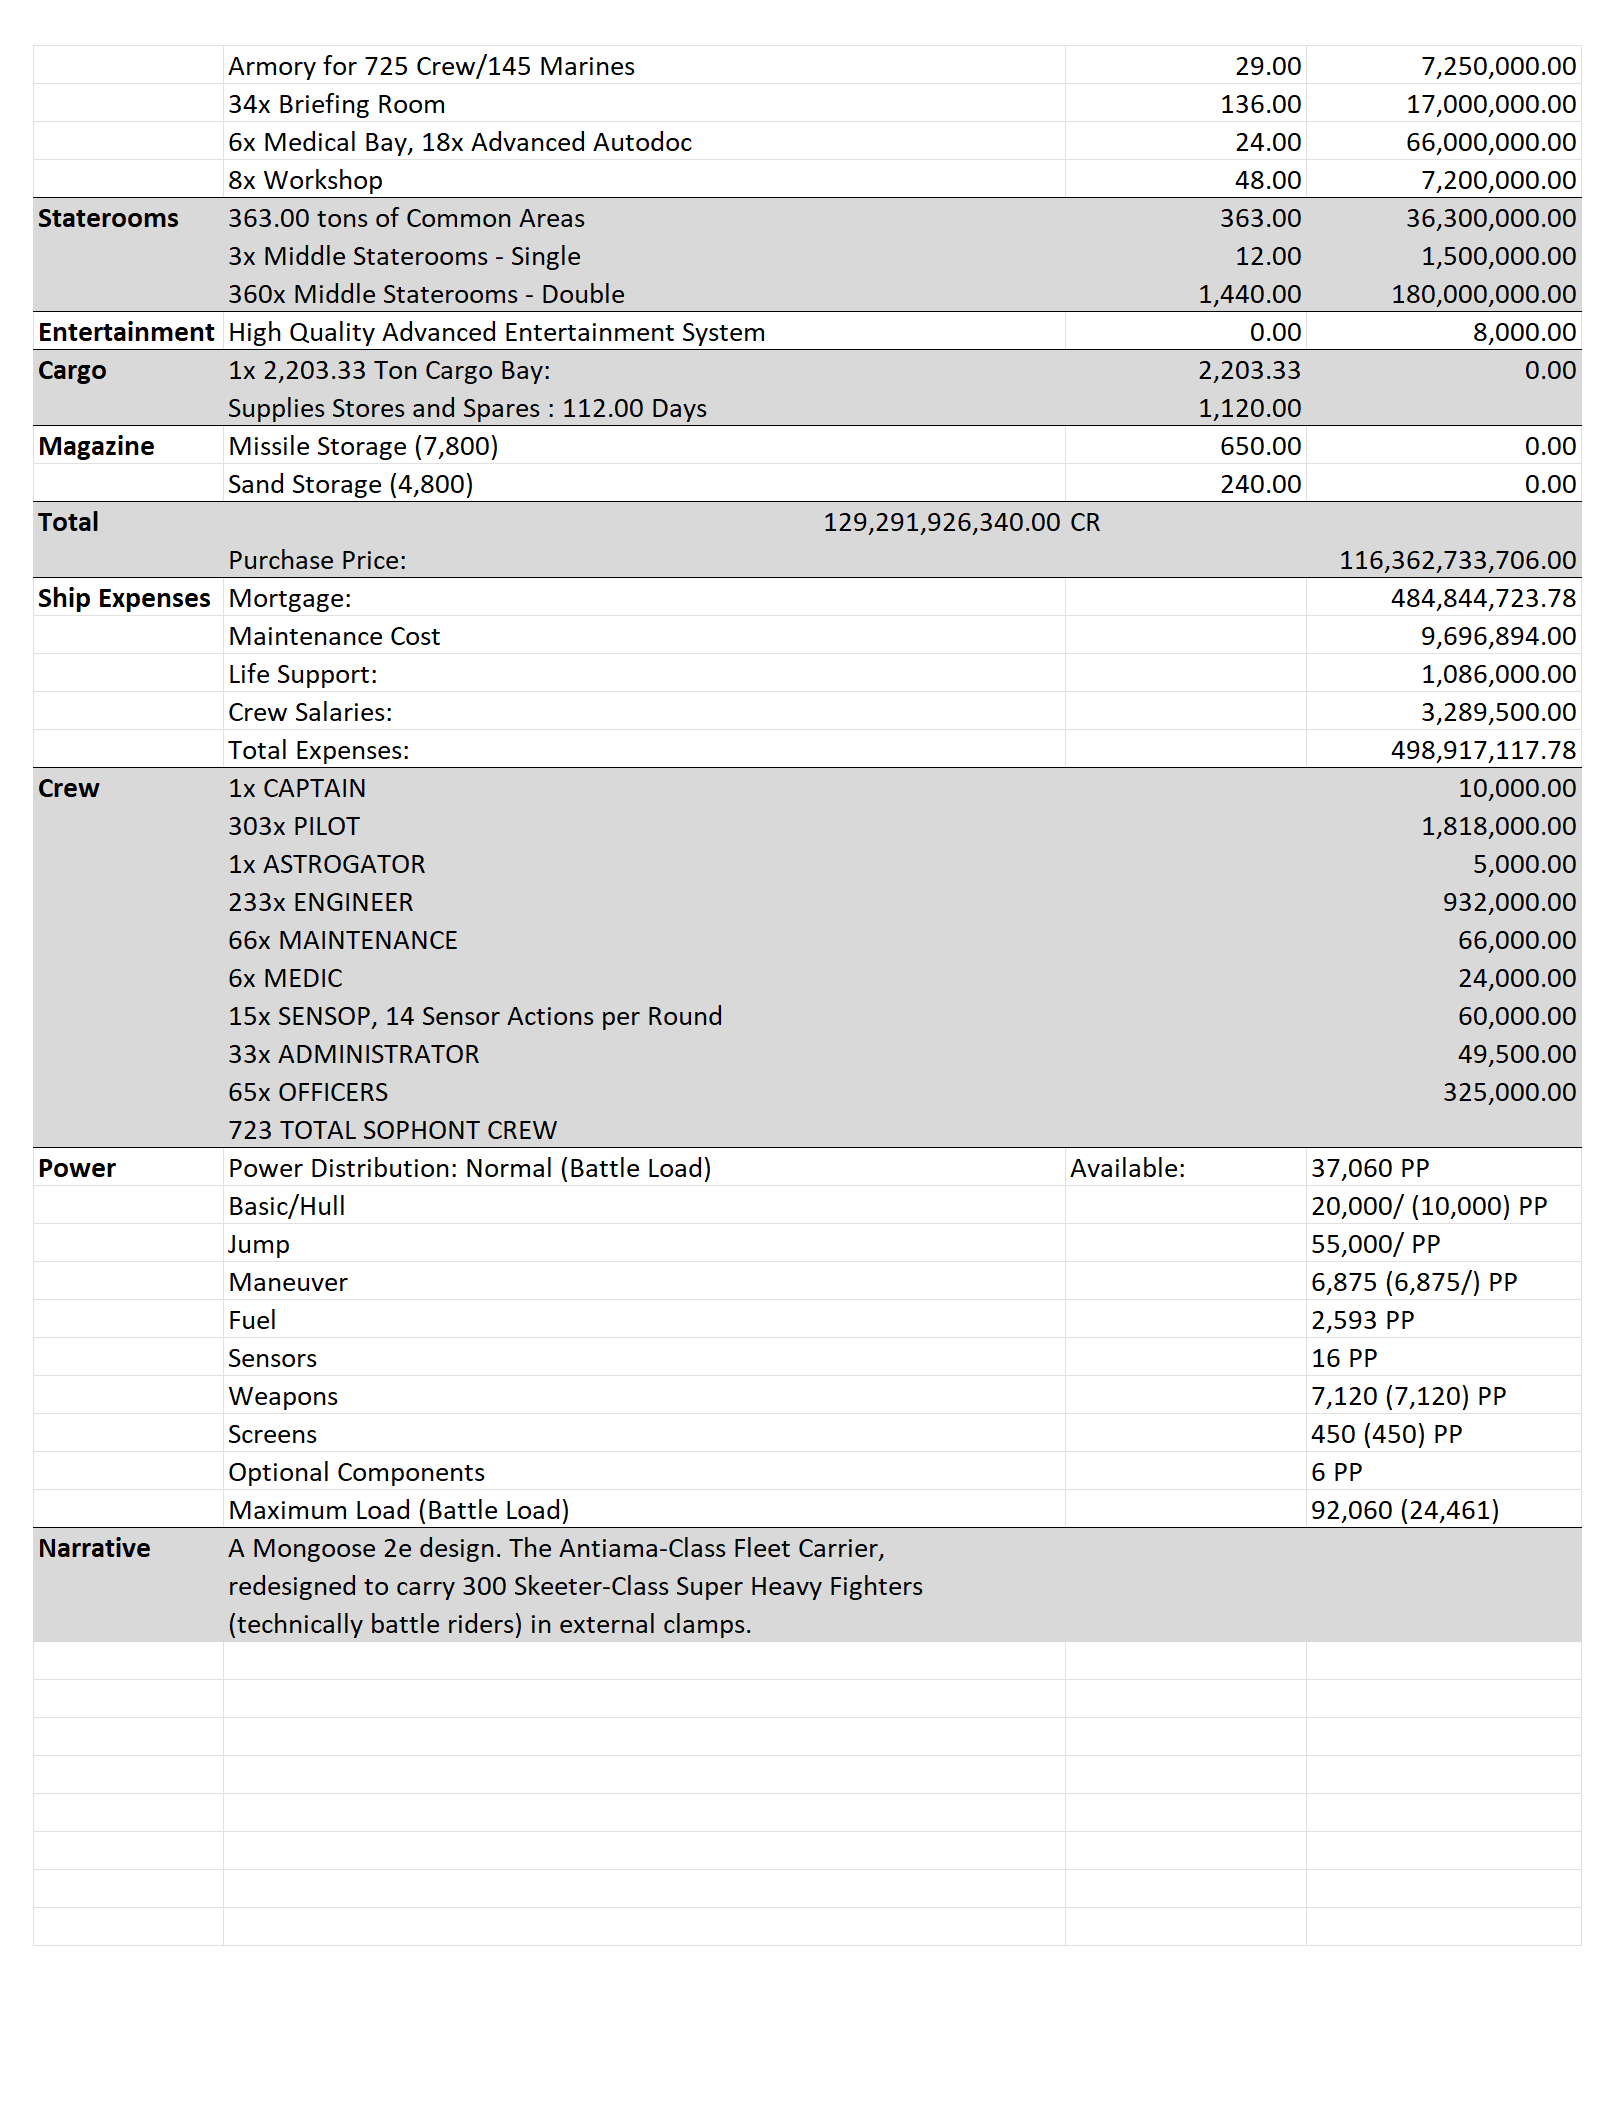 Armory for 725 Crew/145 Marines 29.00 7,250,000.00
34x Briefing Room 136.00 17,000,000.00
6x Medical Bay, 18x Advanced Autodoc 24.00 66,000,000.00
8x Workshop 48.00 7,200,000.00
Staterooms 363.00 tons of Common Areas 363.00 36,300,000.00
3x Middle Staterooms - Single 12.00 1,500,000.00
360x Middle Staterooms - Double 1,440.00 180,000,000.00
Entertainment High Quality Advanced Entertainment System 0.00 8,000.00
Cargo 1x 2,203.33 Ton Cargo Bay: 2,203.33 0.00
Supplies Stores and Spares : 112.00 Days 1,120.00
Magazine Missile Storage (7,800) 650.00 0.00
Sand Storage (4,800) 240.00 0.00
Total 129,291,926,340.00 CR
Purchase Price: 116,362,733,706.00
Ship Expenses Mortgage: 484,844,723.78
Maintenance Cost 9,696,894.00
Life Support: 1,086,000.00
Crew Salaries: 3,289,500.00
Total Expenses: 498,917,117.78
Crew 1x CAPTAIN 10,000.00
303x PILOT 1,818,000.00
1x ASTROGATOR 5,000.00
233x ENGINEER 932,000.00
66x MAINTENANCE 66,000.00
6x MEDIC 24,000.00
15x SENSOP, 14 Sensor Actions per Round 60,000.00
33x ADMINISTRATOR 49,500.00
65x OFFICERS 325,000.00
723 TOTAL SOPHONT CREW
Power Power Distribution: Normal (Battle Load) Available: 37,060 PP
Basic/Hull 20,000/ (10,000) PP
Jump 55,000/ PP
Maneuver 6,875 (6,875/) PP
Fuel 2,593 PP
Sensors 16 PP
Weapons 7,120 (7,120) PP
Screens 450 (450) PP
Optional Components 6 PP
Maximum Load (Battle Load) 92,060 (24,461)
Narrative A Mongoose 2e design. The Antiama-Class Fleet Carrier,
redesigned to carry 300 Skeeter-Class Super Heavy Fighters
(technically battle riders) in external clamps.